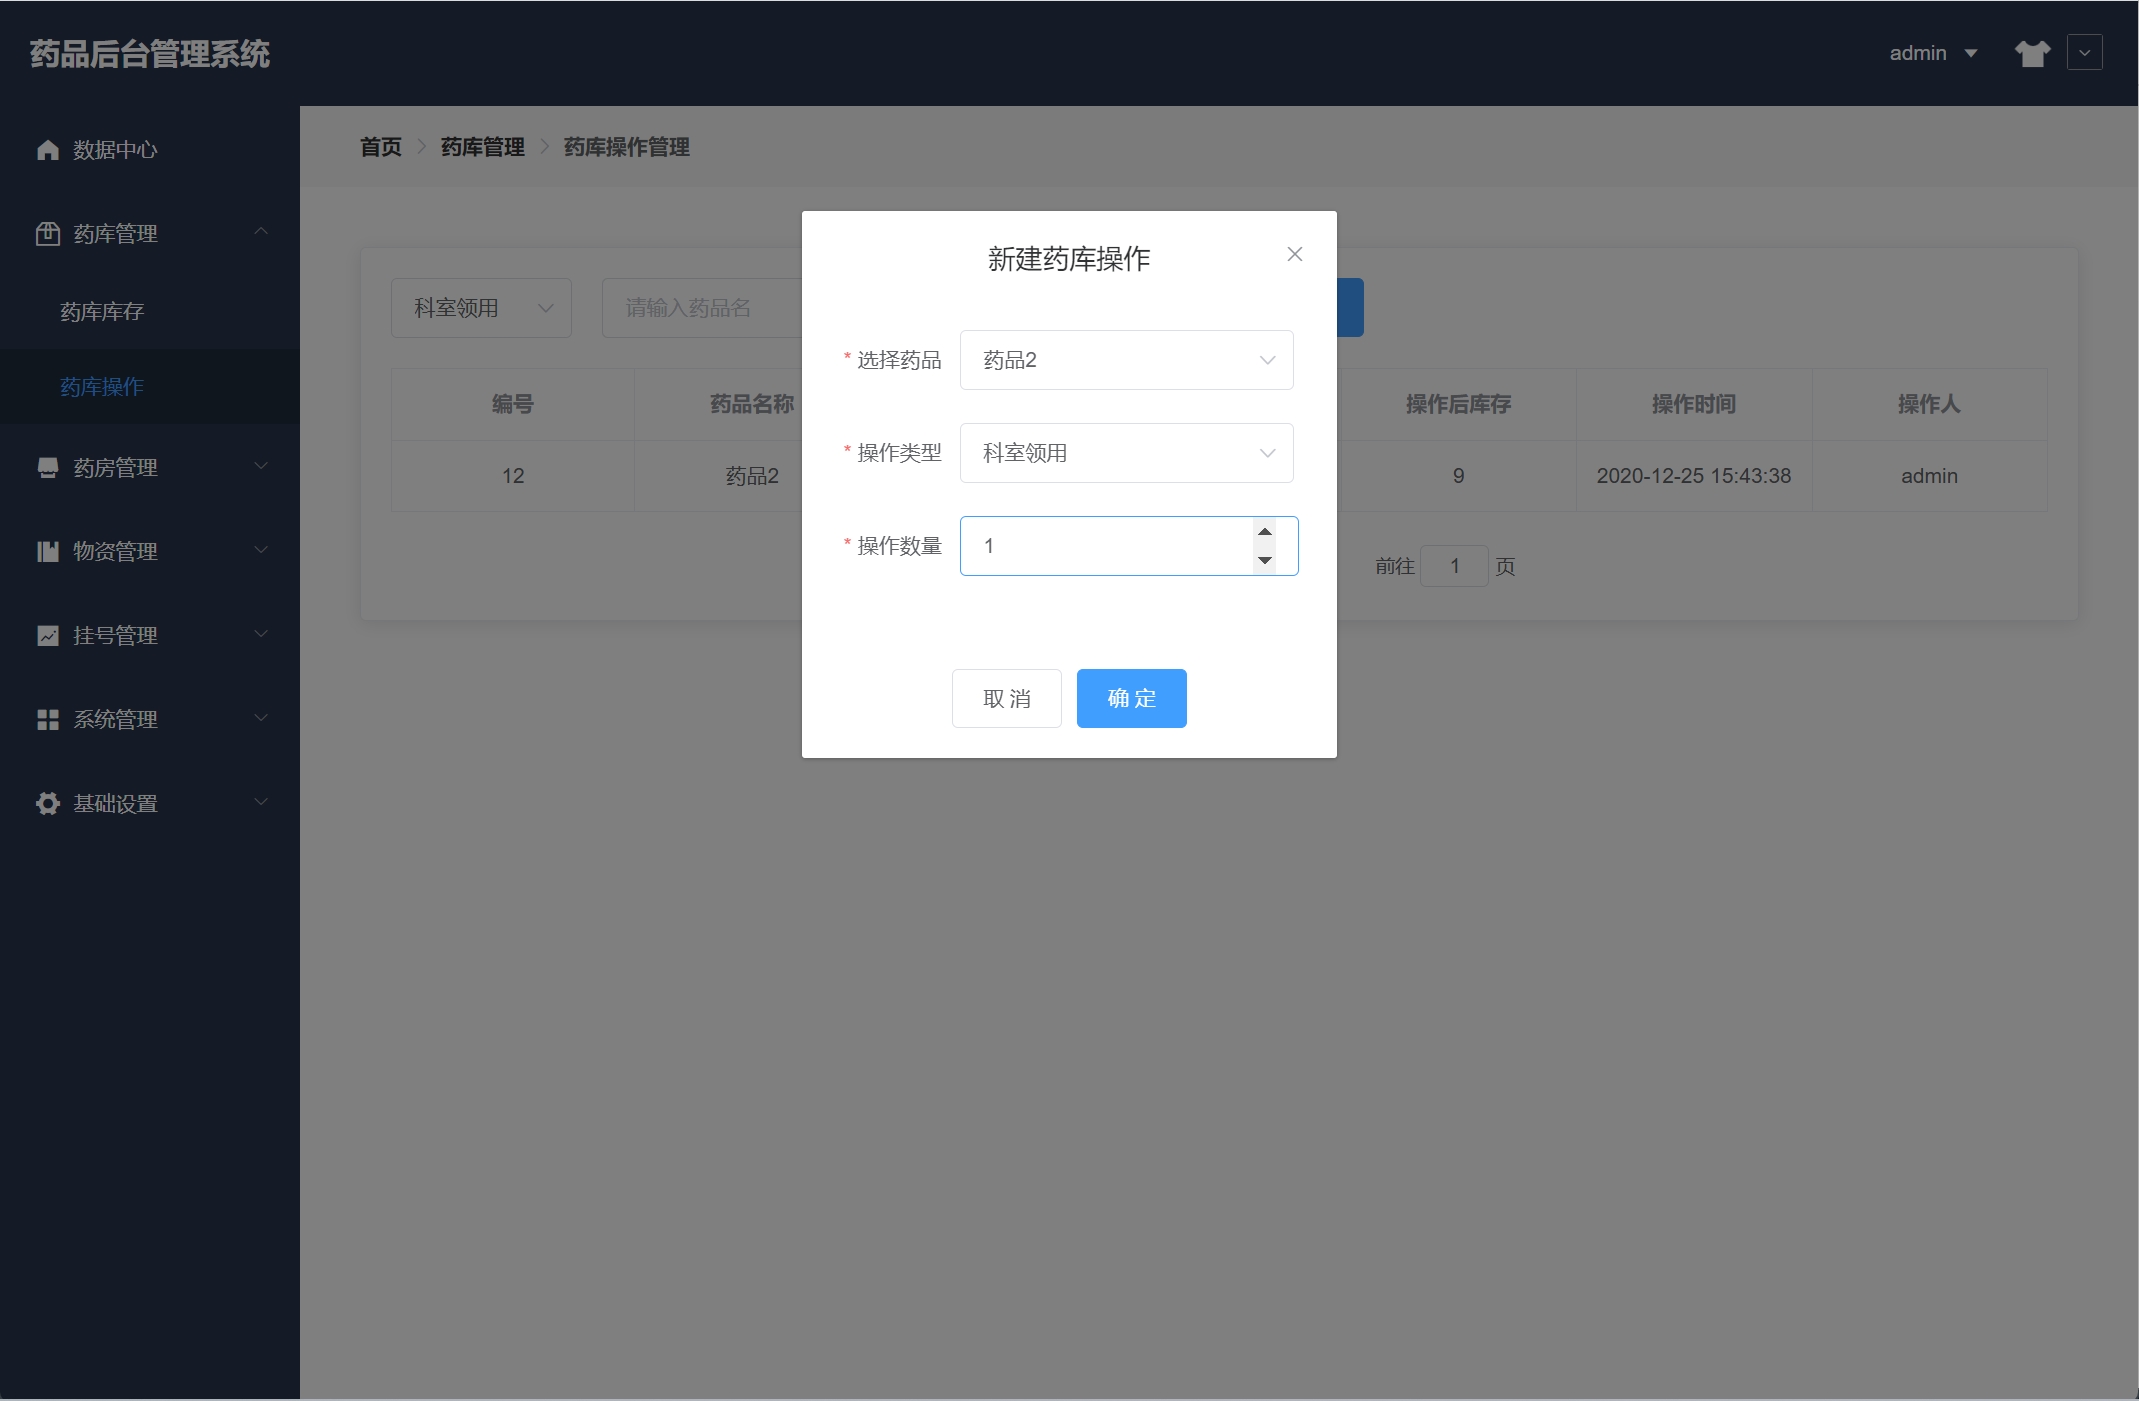 药品后台管理系统
admin
数据中心
药库管理
药库库存
药库操作
药房管理
物资管理
挂号管理
系统管理
基础设置
首页 药库管理 药库操作管理
科室领用 请输入药品名
编号 药品名称 操作后库存 操作时间 操作人
12 药品2 9 2020-12-25 15:43:38 admin
前往 1 页
新建药库操作
* 选择药品 药品2
* 操作类型 科室领用
* 操作数量 1
取 消 确 定